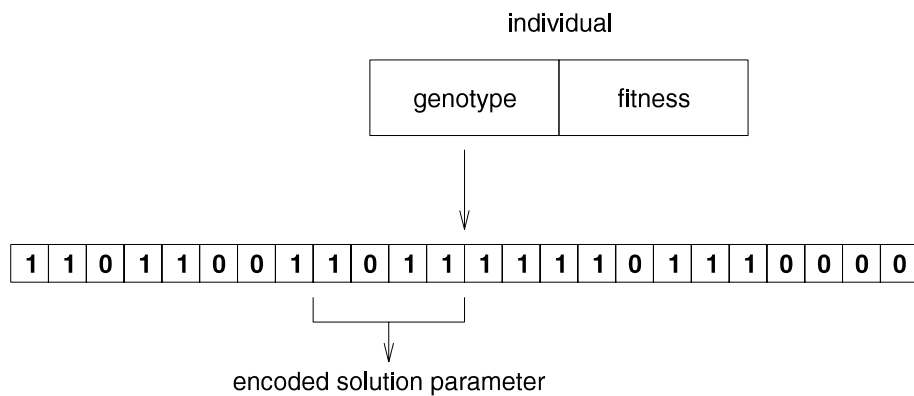 individual
genotype fitness
1 1 0 1 1 0 0 1 1 0 1 1 1 1 1 0 1 1 1 0 0 0 0
encoded solution parameter